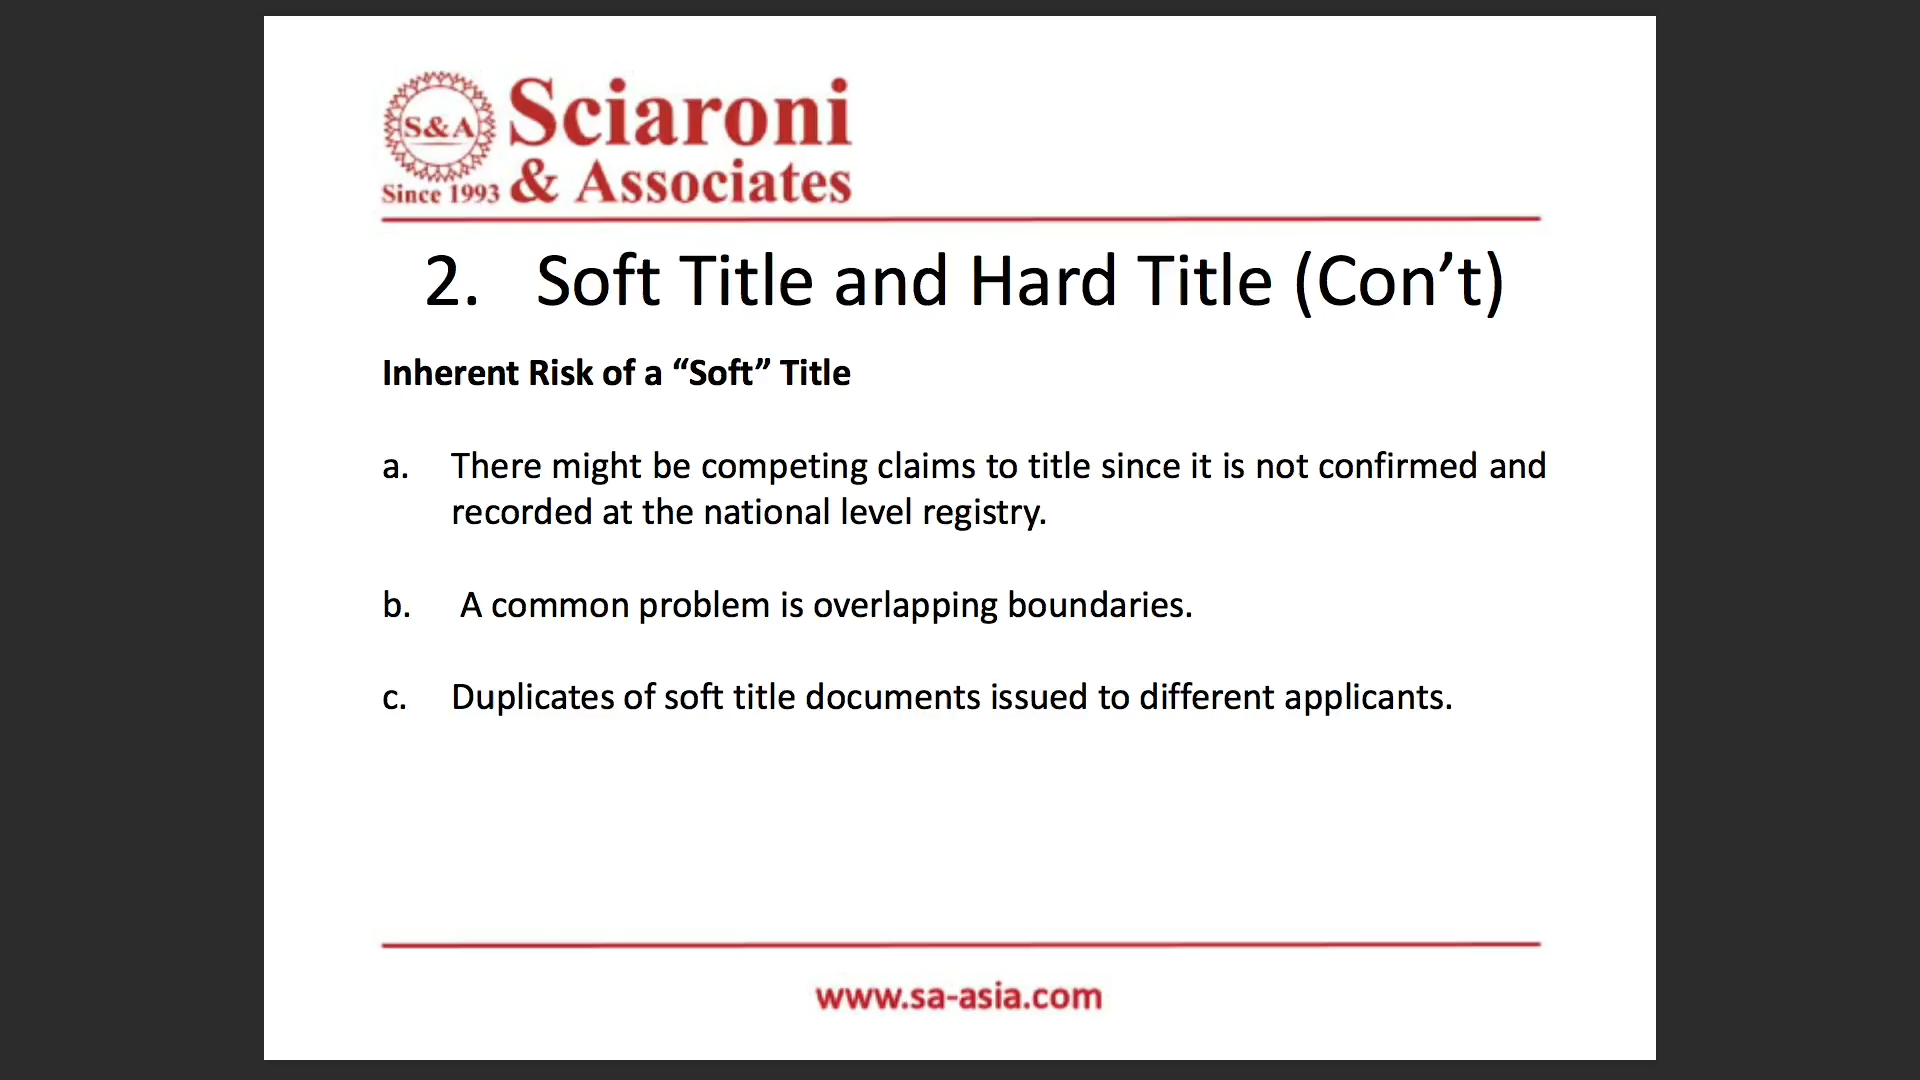 S&A
Since 1993
Sciaroni
& Associates
2. Soft Title and Hard Title (Con’t)
Inherent Risk of a “Soft” Title
a. There might be competing claims to title since it is not confirmed and
recorded at the national level registry.
b. A common problem is overlapping boundaries.
c. Duplicates of soft title documents issued to different applicants.
www.sa-asia.com